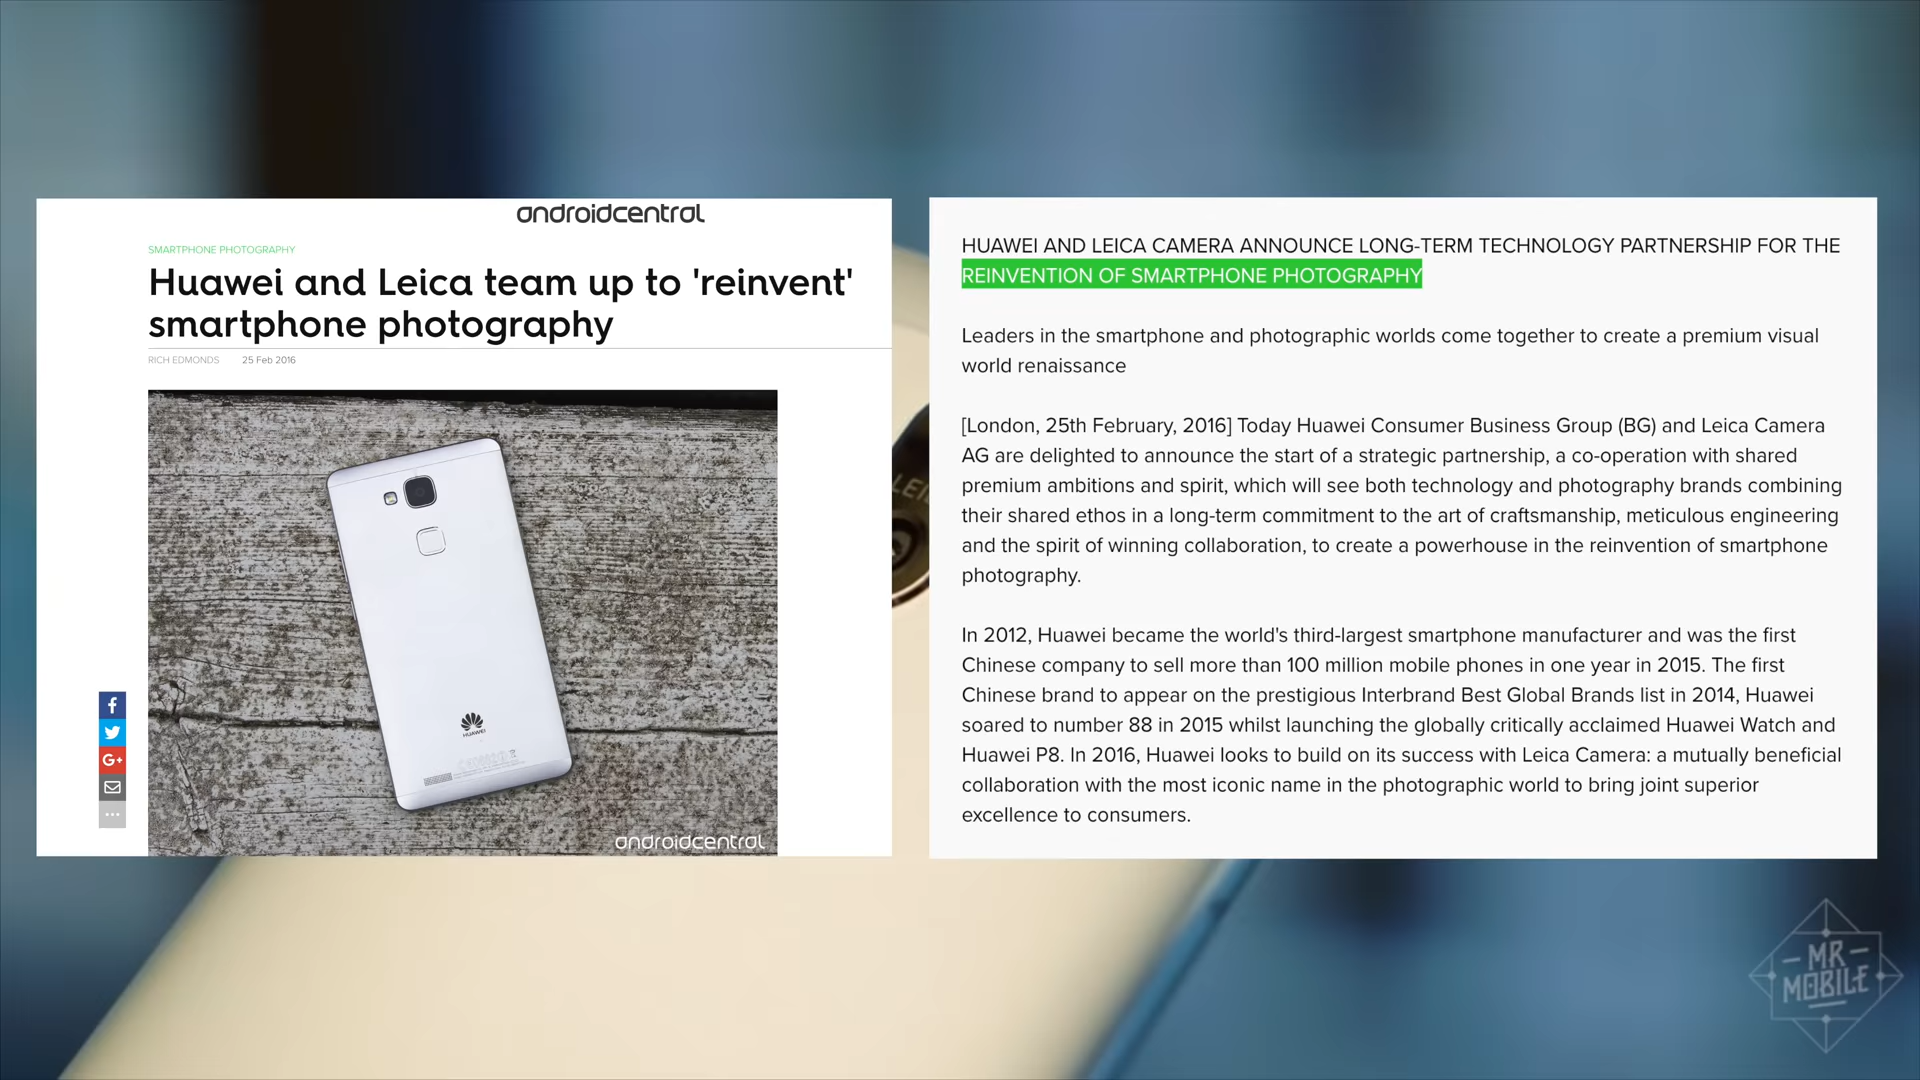 androidcentral
SMARTPHONE PHOTOGRAPHY
Huawei and Leica team up to 'reinvent'
smartphone photography
RICH EDMONDS 25 Feb 2016
HUAWEI
androidcentral
HUAWEI AND LEICA CAMERA ANNOUNCE LONG-TERM TECHNOLOGY PARTNERSHIP FOR THE
REINVENTION OF SMARTPHONE PHOTOGRAPHY
Leaders in the smartphone and photographic worlds come together to create a premium visual
world renaissance
[London, 25th February, 2016] Today Huawei Consumer Business Group (BG) and Leica Camera
AG are delighted to announce the start of a strategic partnership, a co-operation with shared
premium ambitions and spirit, which will see both technology and photography brands combining
their shared ethos in a long-term commitment to the art of craftsmanship, meticulous engineering
and the spirit of winning collaboration, to create a powerhouse in the reinvention of smartphone
photography.
In 2012, Huawei became the world's third-largest smartphone manufacturer and was the first
Chinese company to sell more than 100 million mobile phones in one year in 2015. The first
Chinese brand to appear on the prestigious Interbrand Best Global Brands list in 2014, Huawei
soared to number 88 in 2015 whilst launching the globally critically acclaimed Huawei Watch and
Huawei P8. In 2016, Huawei looks to build on its success with Leica Camera: a mutually beneficial
collaboration with the most iconic name in the photographic world to bring joint superior
excellence to consumers.
MR
MOBILE